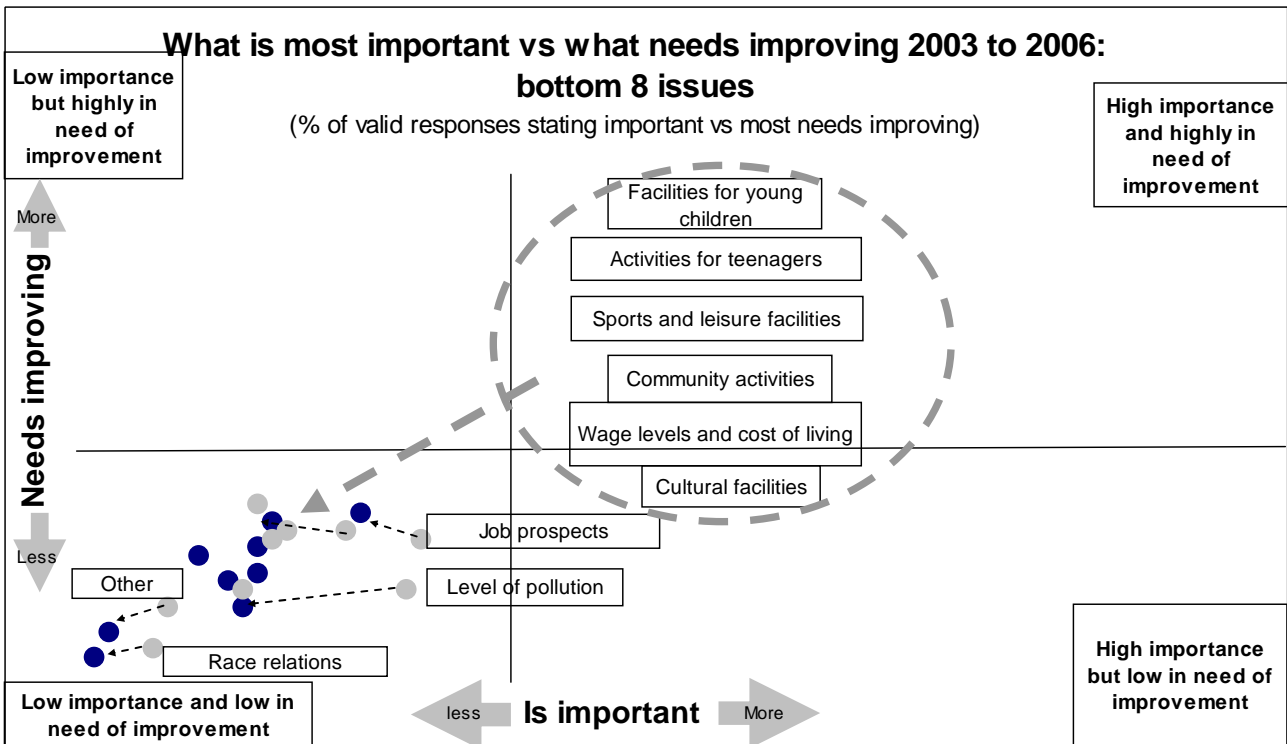 What is most important vs what needs improving 2003 to 2006:
bottom 8 issues
(% of valid responses stating important vs most needs improving)
Low importance
but highly in
need of
improvement
High importance
and highly in
need of
improvement
More
Needs improving
Less
Facilities for young
children
Activities for teenagers
Sports and leisure facilities
Community activities
Wage levels and cost of living
Cultural facilities
Job prospects
Level of pollution
Other
Race relations
Low importance and low in
need of improvement
less
Is important
More
High importance
but low in need of
improvement